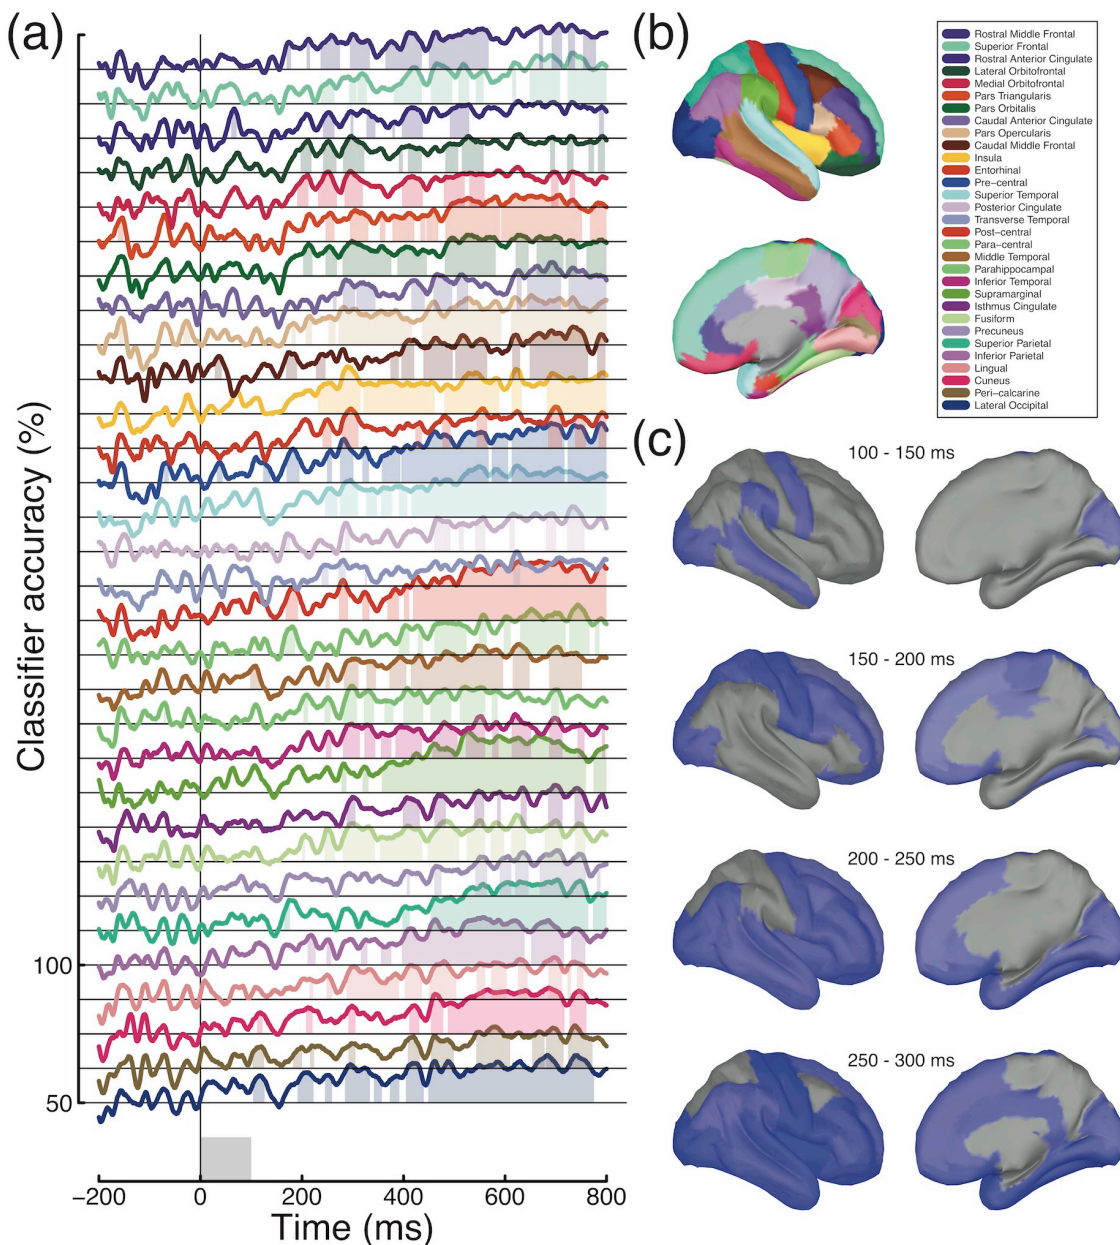 (a)
Classifier accuracy (%)
100
50
−200
0
200
400
600
800
Time (ms)
(b)
Rostral Middle Frontal
Superior Frontal
Rostral Anterior Cingulate
Lateral Orbitofrontal
Medial Orbitofrontal
Pars Triangularis
Pars Orbitalis
Caudal Anterior Cingulate
Pars Opercularis
Caudal Middle Frontal
Insula
Entorhinal
Pre−central
Superior Temporal
Posterior Cingulate
Transverse Temporal
Post−central
Para−central
Middle Temporal
Parahippocampal
Inferior Temporal
Supramarginal
Isthmus Cingulate
Fusiform
Precuneus
Superior Parietal
Inferior Parietal
Lingual
Cuneus
Peri−calcarine
Lateral Occipital
(c)
100 - 150 ms
150 - 200 ms
200 - 250 ms
250 - 300 ms